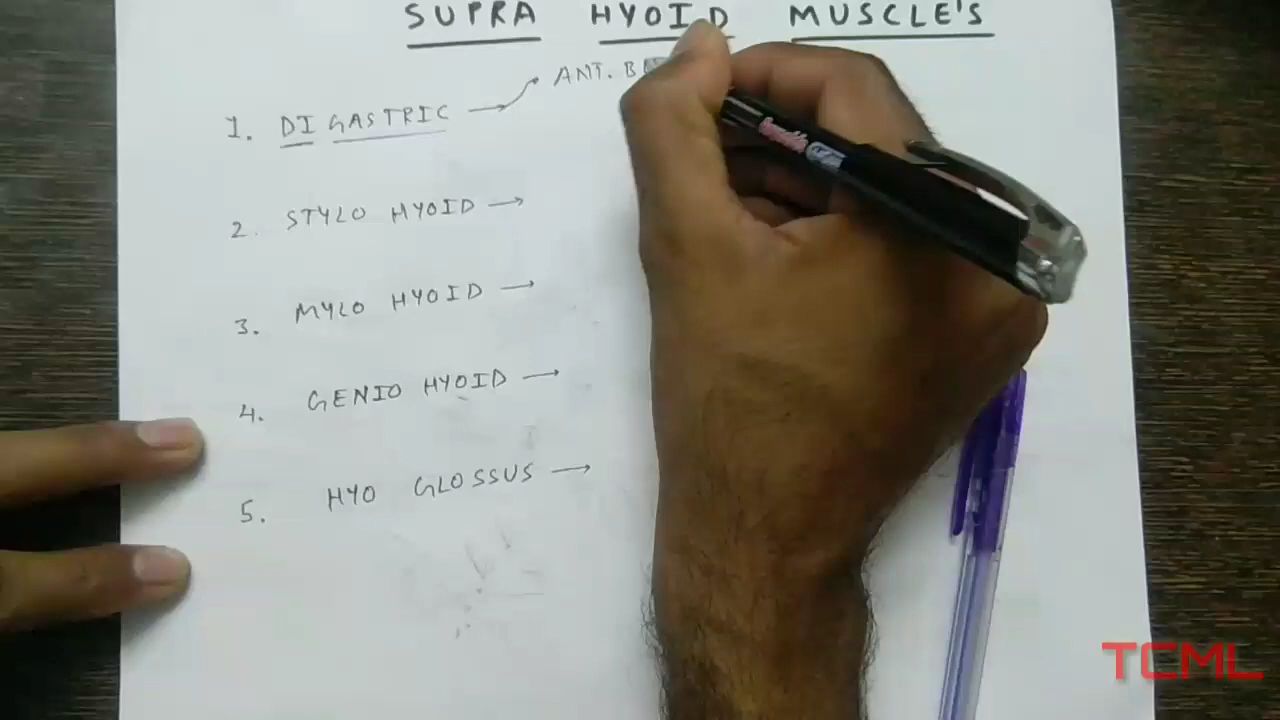 SUPRA HYOID MUSCLE'S
ANT. B
1. DIGASTRIC →
2. STYLO HYOID →
3. MYLO HYOID →
4. GENIO HYOID →
5. HYO GLOSSUS →
TCML